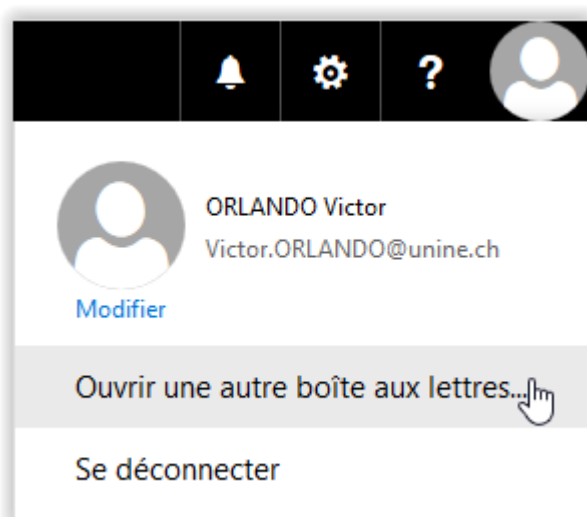 ?
ORLANDO Victor
Victor.ORLANDO@unine.ch
Modifier
Ouvrir une autre boîte aux lettres...
Se déconnecter